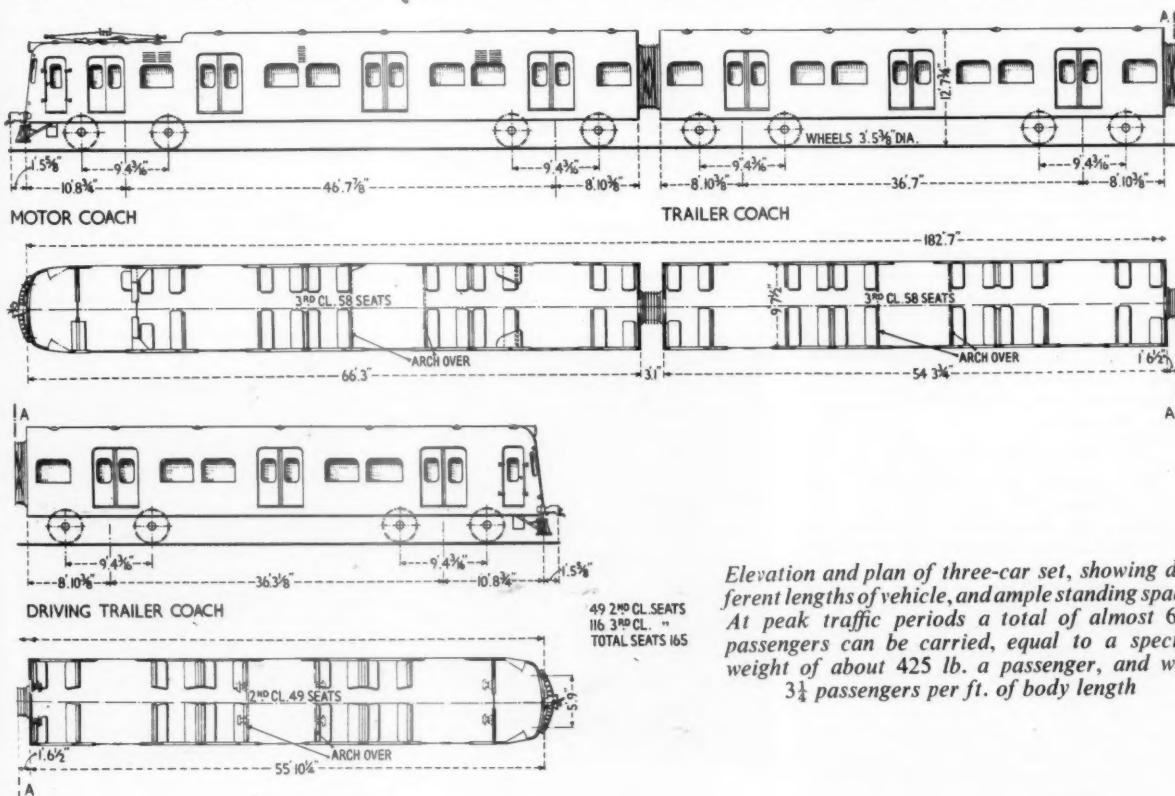 A
12'.7¾"
WHEELS 3'.5⅜" DIA.
1'.5⅝"
9'.4³⁄₁₆"
9'.4³⁄₁₆"
9'.4³⁄₁₆"
9'.4³⁄₁₆"
10'.8¾"
46'.7⅞"
8'.10⅜"
8'.10⅜"
36'.7"
8'.10⅜"
MOTOR COACH
TRAILER COACH
182'.7"
3RD CL. 58 SEATS
9'.7½"
3RD CL. 58 SEATS
ARCH OVER
ARCH OVER
1'.6½"
66'.3"
3'.1"
54'.3¾"
A
A
9'.4³⁄₁₆"
9'.4³⁄₁₆"
8'.10⅜"
36'.3⅛"
10'.8¾"
1'.5⅝"
DRIVING TRAILER COACH
49 2ND CL. SEATS
116 3RD CL. "
TOTAL SEATS 165
2ND CL. 49 SEATS
5'.9"
ARCH OVER
1'.6½"
55'.10¼"
A
Elevation and plan of three-car set, showing d
ferent lengths of vehicle, and ample standing spa
At peak traffic periods a total of almost 6
passengers can be carried, equal to a spec
weight of about 425 lb. a passenger, and w
3¼ passengers per ft. of body length